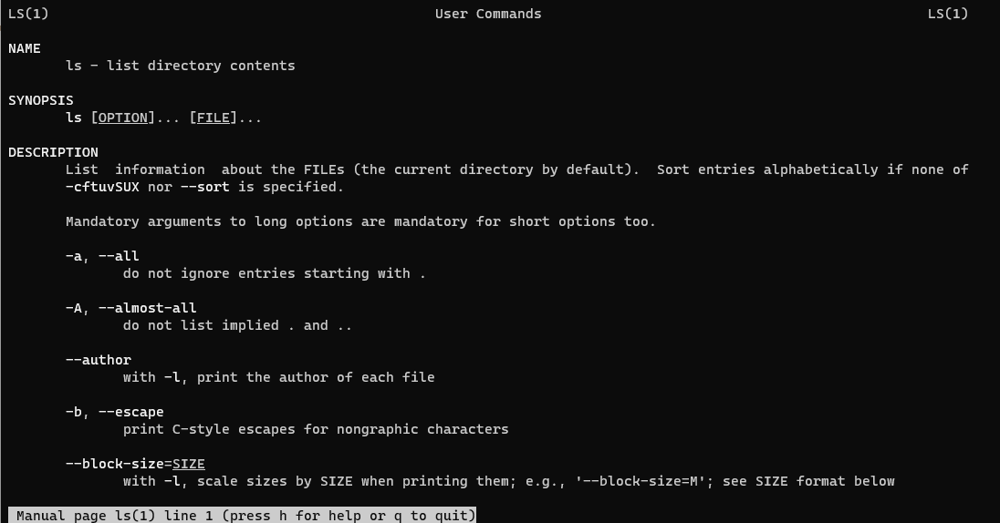 LS(1) User Commands LS(1)
NAME
ls - list directory contents
SYNOPSIS
ls [OPTION]... [FILE]...
DESCRIPTION
List  information  about the FILEs (the current directory by default).  Sort entries alphabetically if none of
-cftuvSUX nor --sort is specified.
Mandatory arguments to long options are mandatory for short options too.
-a, --all
do not ignore entries starting with .
-A, --almost-all
do not list implied . and ..
--author
with -l, print the author of each file
-b, --escape
print C-style escapes for nongraphic characters
--block-size=SIZE
with -l, scale sizes by SIZE when printing them; e.g., '--block-size=M'; see SIZE format below
Manual page ls(1) line 1 (press h for help or q to quit)